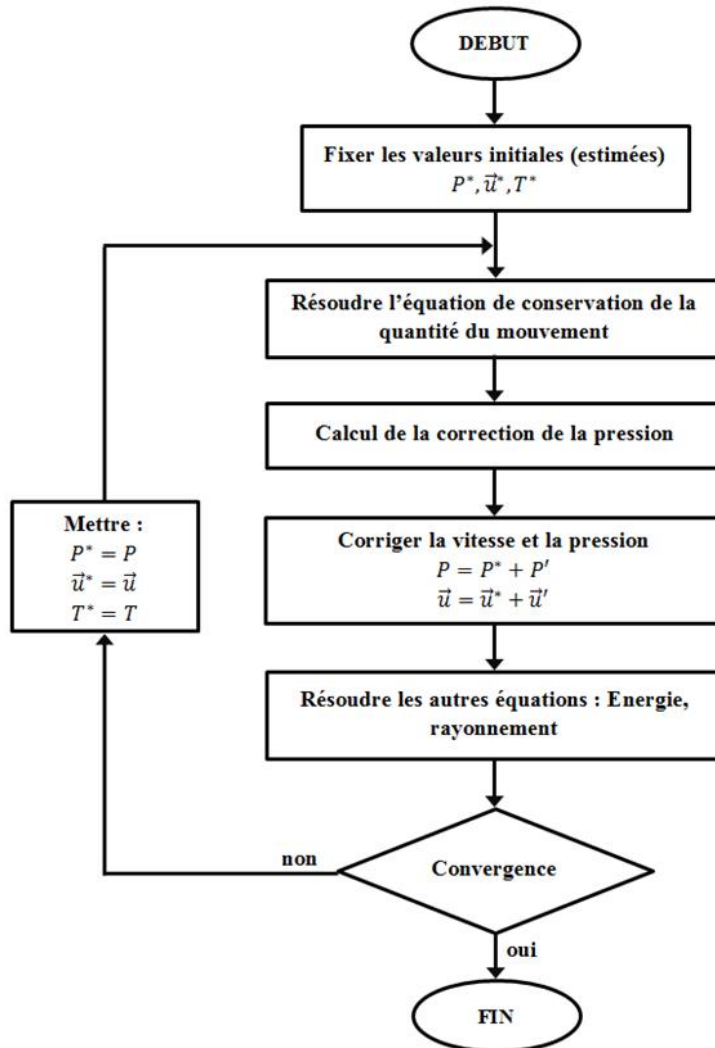 DEBUT
Fixer les valeurs initiales (estimées)
P*, u⃗*, T*
Résoudre l'équation de conservation de la
quantité du mouvement
Calcul de la correction de la pression
Corriger la vitesse et la pression
P = P* + P′
u⃗ = u⃗* + u⃗′
Résoudre les autres équations : Energie,
rayonnement
Convergence
non
Mettre :
P* = P
u⃗* = u⃗
T* = T
oui
FIN